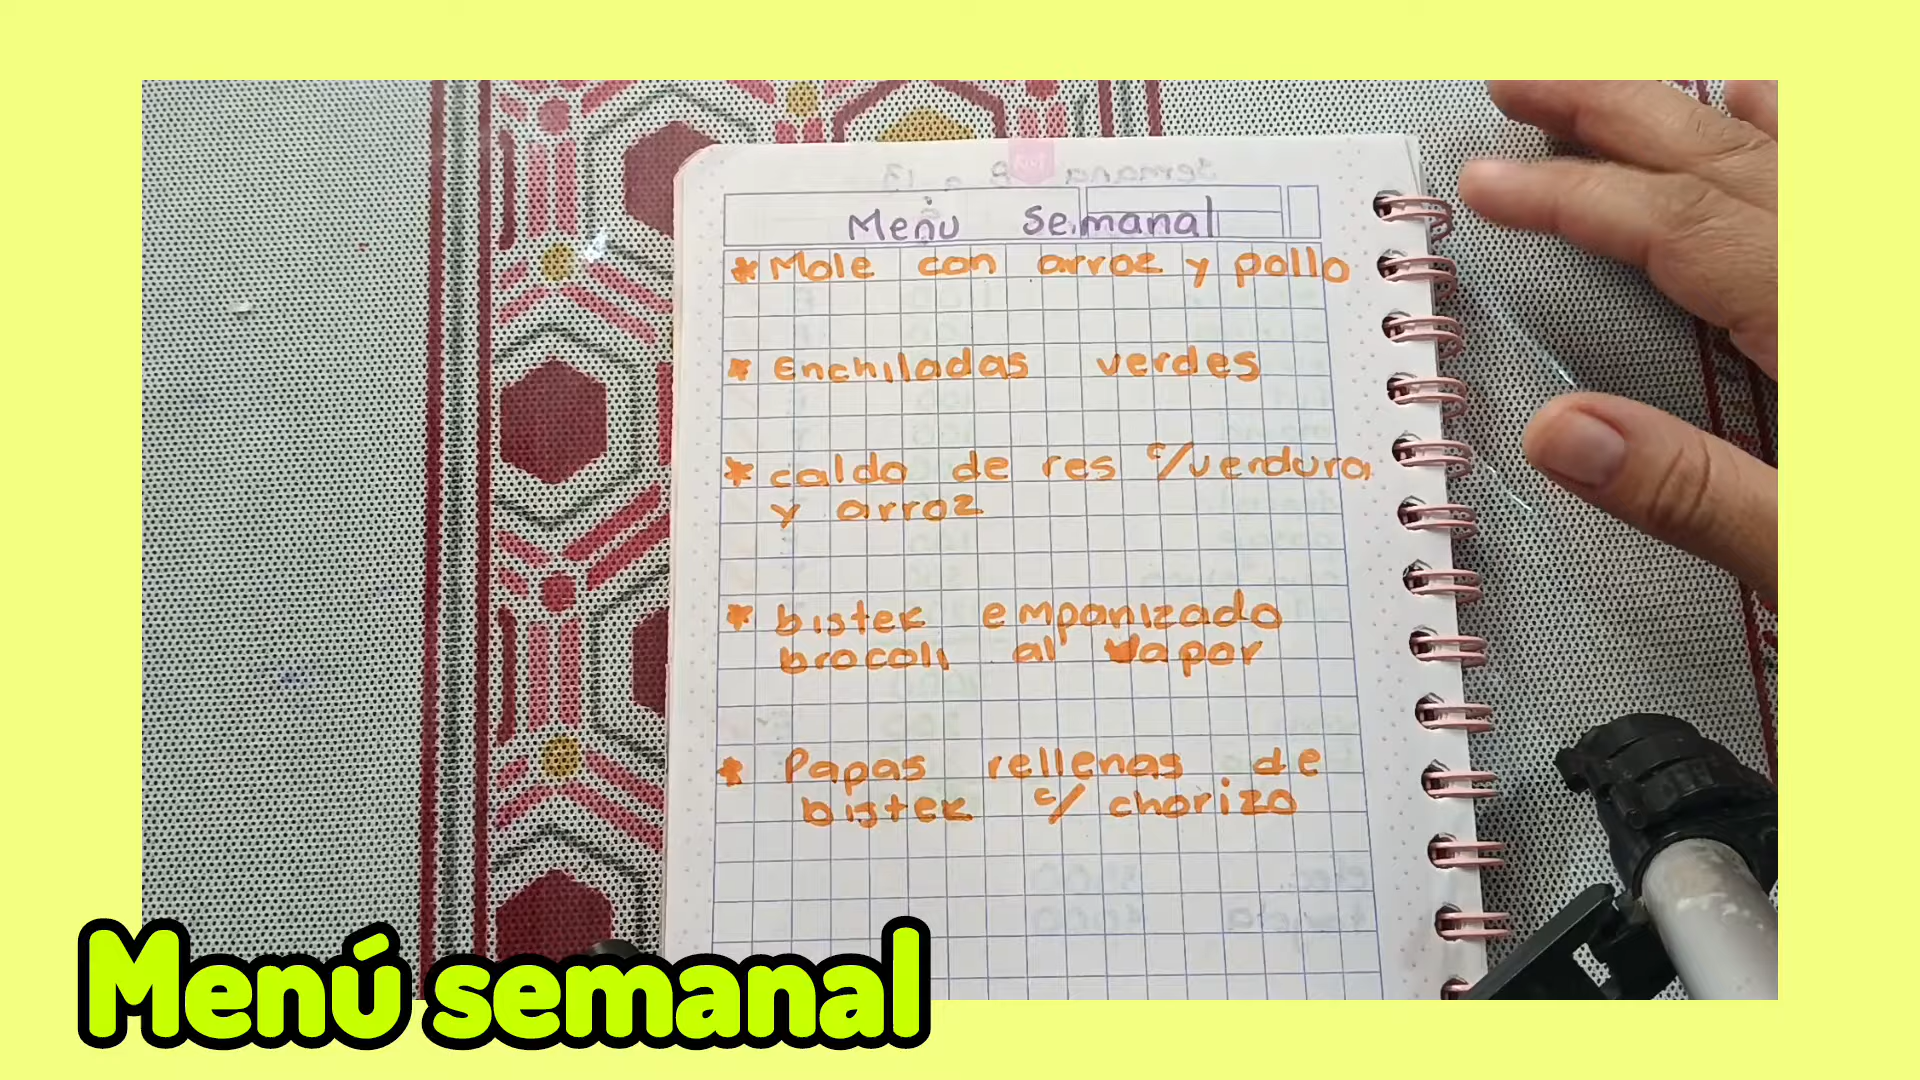 Menu Semanal
* Mole con arroz y pollo
* Enchiladas verdes
* caldo de res c/verdura
y arroz
* bistek empanizado
brocoli al vapor
* Papas rellenas de
bistek c/ chorizo
Menú semanal